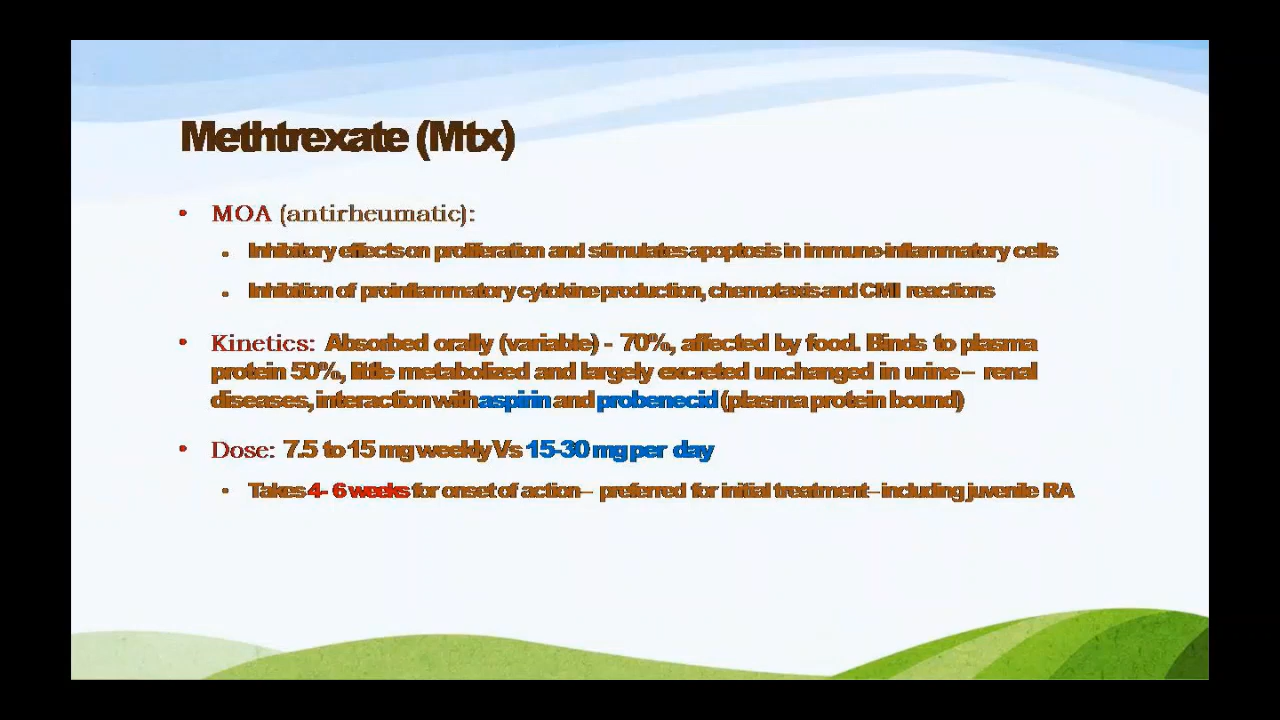 Methtrexate (Mtx)
• MOA (antirheumatic):
• Inhibitory effects on proliferation and stimulates apoptosis in immune-inflammatory cells
• Inhibition of proinflammatory cytokine production, chemotaxis and CMI reactions
• Kinetics: Absorbed orally (variable) - 70%, affected by food. Binds to plasma
protein 50%, little metabolized and largely excreted unchanged in urine – renal
diseases, interaction with aspirin and probenecid (plasma protein bound)
• Dose: 7.5 to 15 mg weekly Vs 15-30 mg per day
• Takes 4- 6 weeks for onset of action – preferred for initial treatment – including juvenile RA